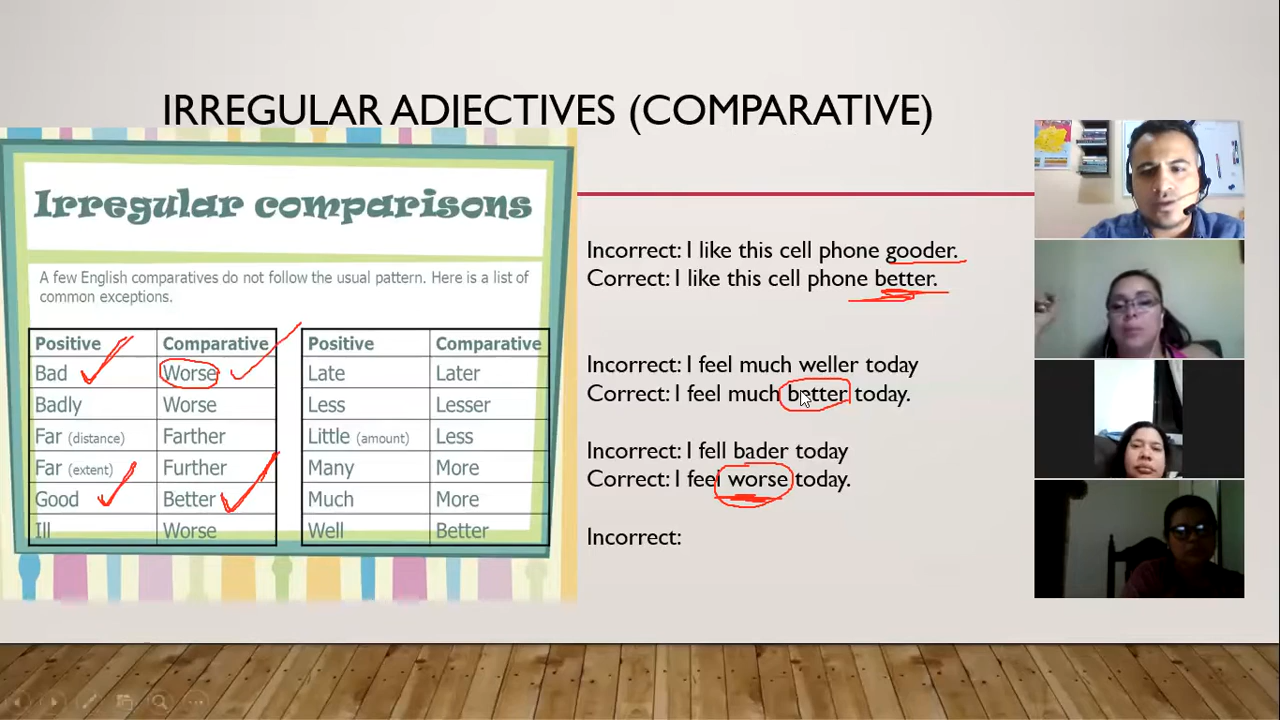 IRREGULAR ADJECTIVES (COMPARATIVE)
Irregular comparisons
A few English comparatives do not follow the usual pattern. Here is a list of
common exceptions.
Positive Comparative Positive Comparative
Bad Worse Late Later
Badly Worse Less Lesser
Far (distance) Farther Little (amount) Less
Far (extent) Further Many More
Good Better Much More
Ill Worse Well Better
Incorrect: I like this cell phone gooder.
Correct: I like this cell phone better.
Incorrect: I feel much weller today
Correct: I feel much better today.
Incorrect: I fell bader today
Correct: I feel worse today.
Incorrect: